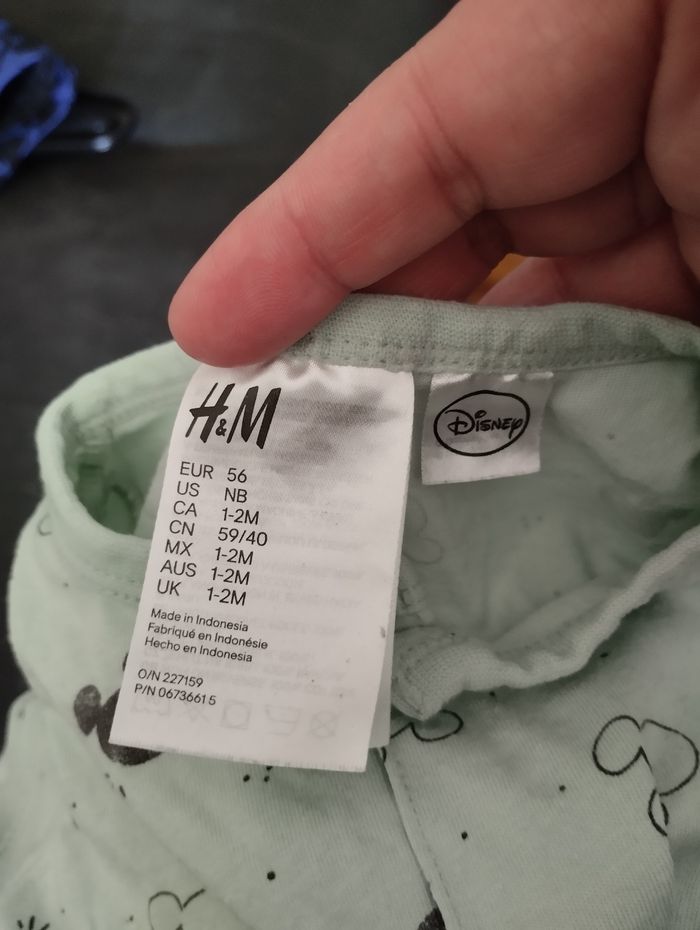 H&M
Disney
EUR 56
US NB
CA 1-2M
CN 59/40
MX 1-2M
AUS 1-2M
UK 1-2M
Made in Indonesia
Fabriqué en Indonésie
Hecho en Indonesia
O/N 227159
P/N 06736615